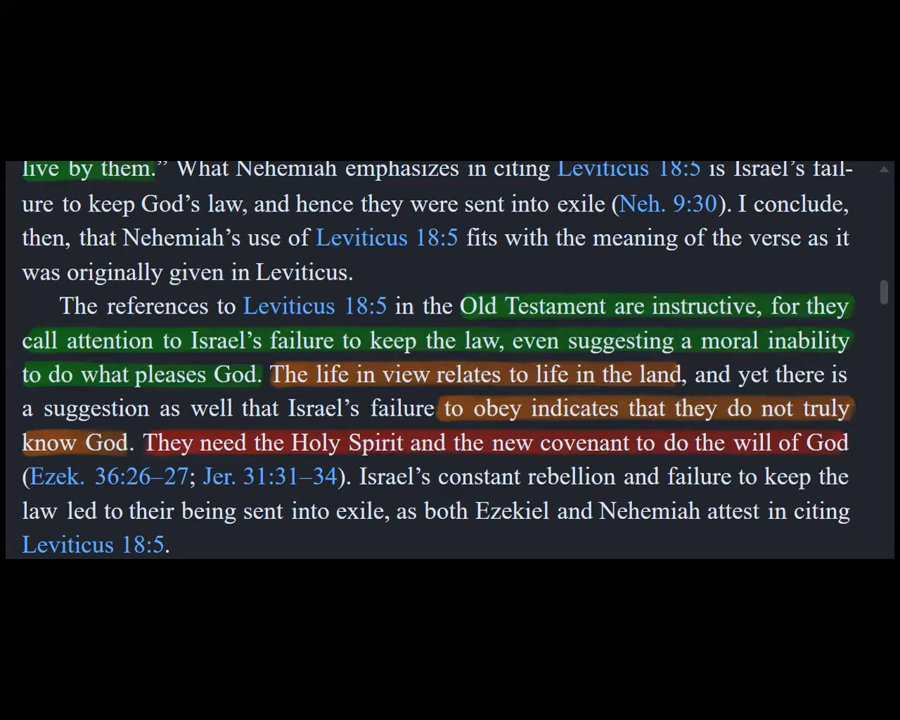 live by them.” What Nehemiah emphasizes in citing Leviticus 18:5 is Israel’s fail-
ure to keep God’s law, and hence they were sent into exile (Neh. 9:30). I conclude,
then, that Nehemiah’s use of Leviticus 18:5 fits with the meaning of the verse as it
was originally given in Leviticus.
The references to Leviticus 18:5 in the Old Testament are instructive, for they
call attention to Israel’s failure to keep the law, even suggesting a moral inability
to do what pleases God. The life in view relates to life in the land, and yet there is
a suggestion as well that Israel’s failure to obey indicates that they do not truly
know God. They need the Holy Spirit and the new covenant to do the will of God
(Ezek. 36:26–27; Jer. 31:31–34). Israel’s constant rebellion and failure to keep the
law led to their being sent into exile, as both Ezekiel and Nehemiah attest in citing
Leviticus 18:5.